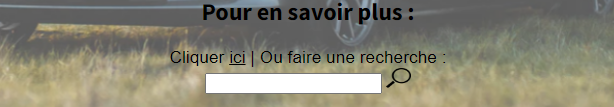 Pour en savoir plus :
Cliquer ici | Ou faire une recherche :